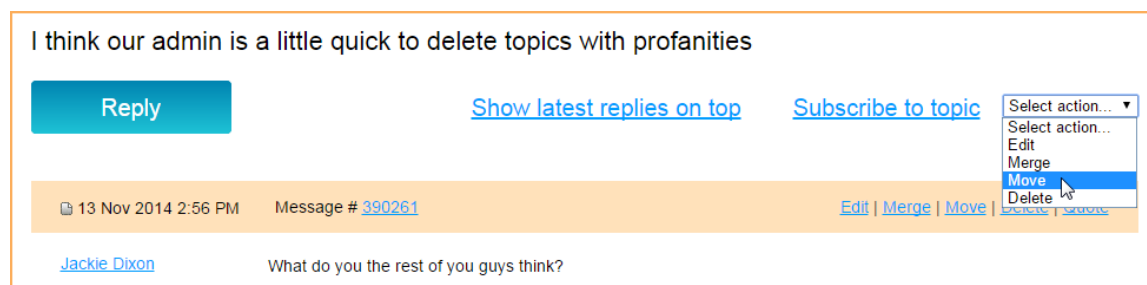 I think our admin is a little quick to delete topics with profanities
Reply Show latest replies on top Subscribe to topic Select action...
Select action...
Edit
Merge
Move
Delete
13 Nov 2014 2:56 PM Message # 390261 Edit | Merge | Move | Delete | Quote
Jackie Dixon What do you the rest of you guys think?